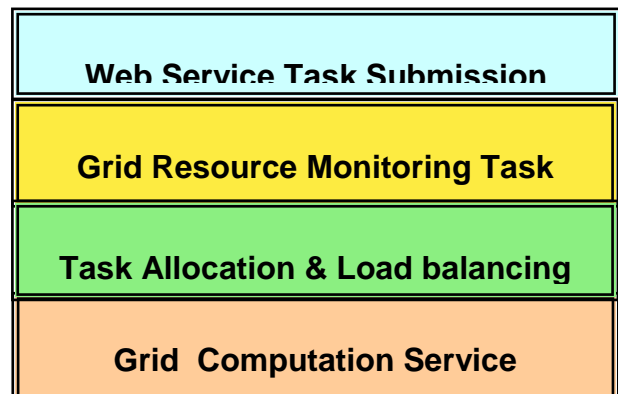 Web Service Task Submission
Grid Resource Monitoring Task
Task Allocation & Load balancing
Grid Computation Service